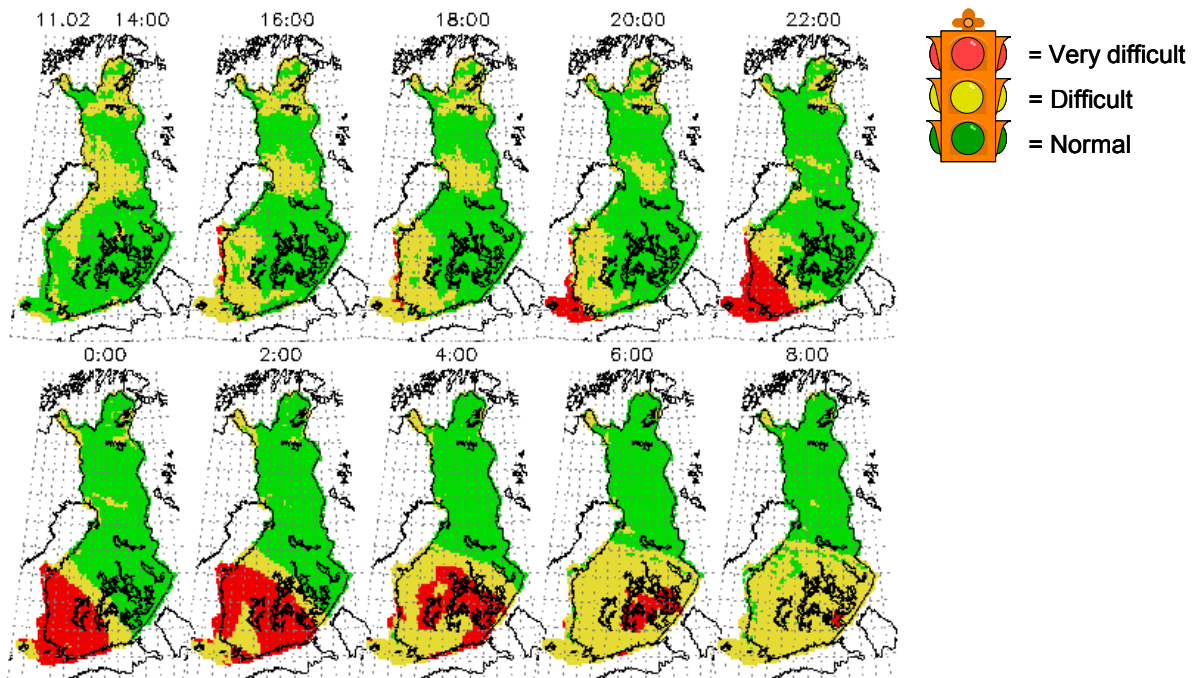 11.02 14:00 16:00 18:00 20:00 22:00
= Very difficult
= Difficult
= Normal
0:00 2:00 4:00 6:00 8:00